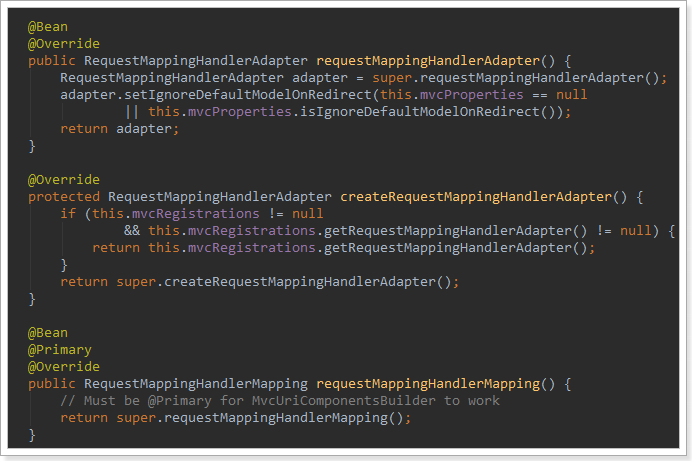 @Bean
@Override
public RequestMappingHandlerAdapter requestMappingHandlerAdapter() {
    RequestMappingHandlerAdapter adapter = super.requestMappingHandlerAdapter();
    adapter.setIgnoreDefaultModelOnRedirect(this.mvcProperties == null
            || this.mvcProperties.isIgnoreDefaultModelOnRedirect());
    return adapter;
}

@Override
protected RequestMappingHandlerAdapter createRequestMappingHandlerAdapter() {
    if (this.mvcRegistrations != null
            && this.mvcRegistrations.getRequestMappingHandlerAdapter() != null) {
        return this.mvcRegistrations.getRequestMappingHandlerAdapter();
    }
    return super.createRequestMappingHandlerAdapter();
}

@Bean
@Primary
@Override
public RequestMappingHandlerMapping requestMappingHandlerMapping() {
    // Must be @Primary for MvcUriComponentsBuilder to work
    return super.requestMappingHandlerMapping();
}